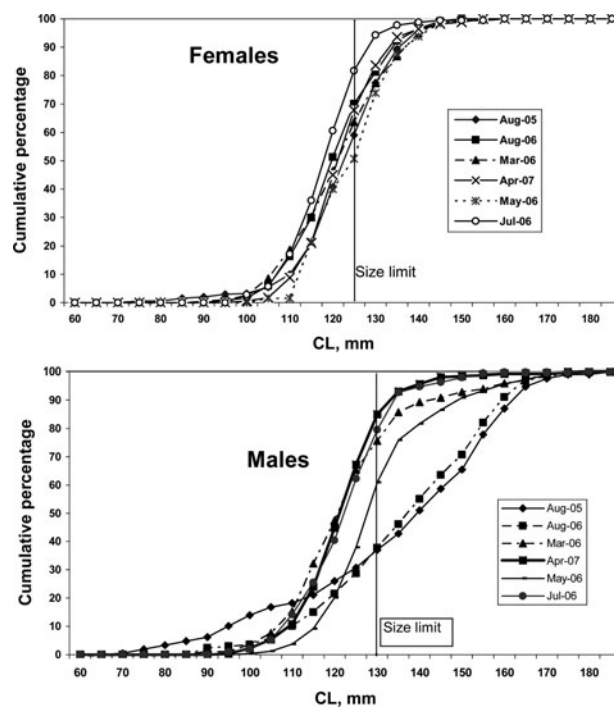 Females
Cumulative percentage
100
90
80
70
60
50
40
30
20
10
0
Aug-05
Aug-06
Mar-06
Apr-07
May-06
Jul-06
Size limit
60 70 80 90 100 110 120 130 140 150 160 170 180
CL, mm
Males
Cumulative percentage
100
90
80
70
60
50
40
30
20
10
0
Aug-05
Aug-06
Mar-06
Apr-07
May-06
Jul-06
Size limit
60 70 80 90 100 110 120 130 140 150 160 170 180
CL, mm